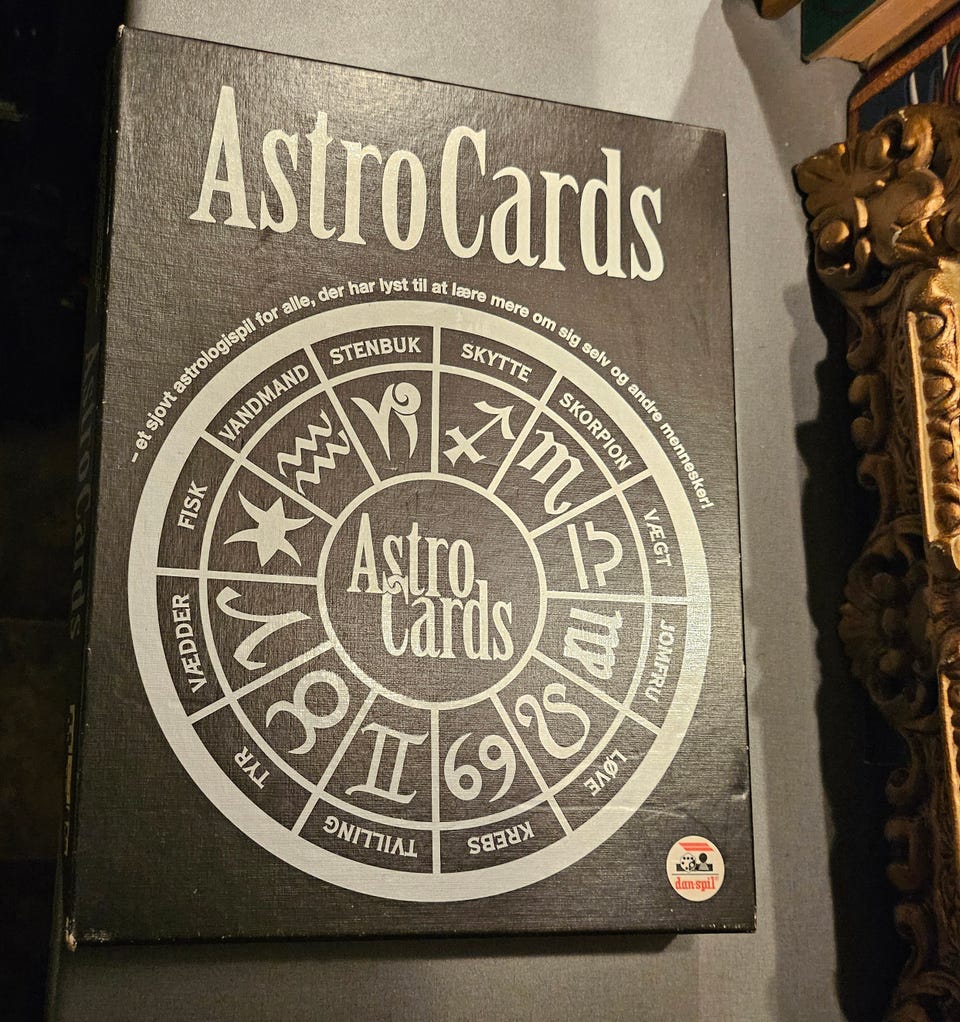 AstroCards
– et sjovt astrologispil for alle, der har lyst til at lære mere om sig selv og andre mennesker!
STENBUK
SKYTTE
SKORPION
VÆGT
JOMFRU
LØVE
KREBS
TVILLING
TYR
VÆDDER
FISK
VANDMAND
Astro
Cards
dan-spil®
AstroCards